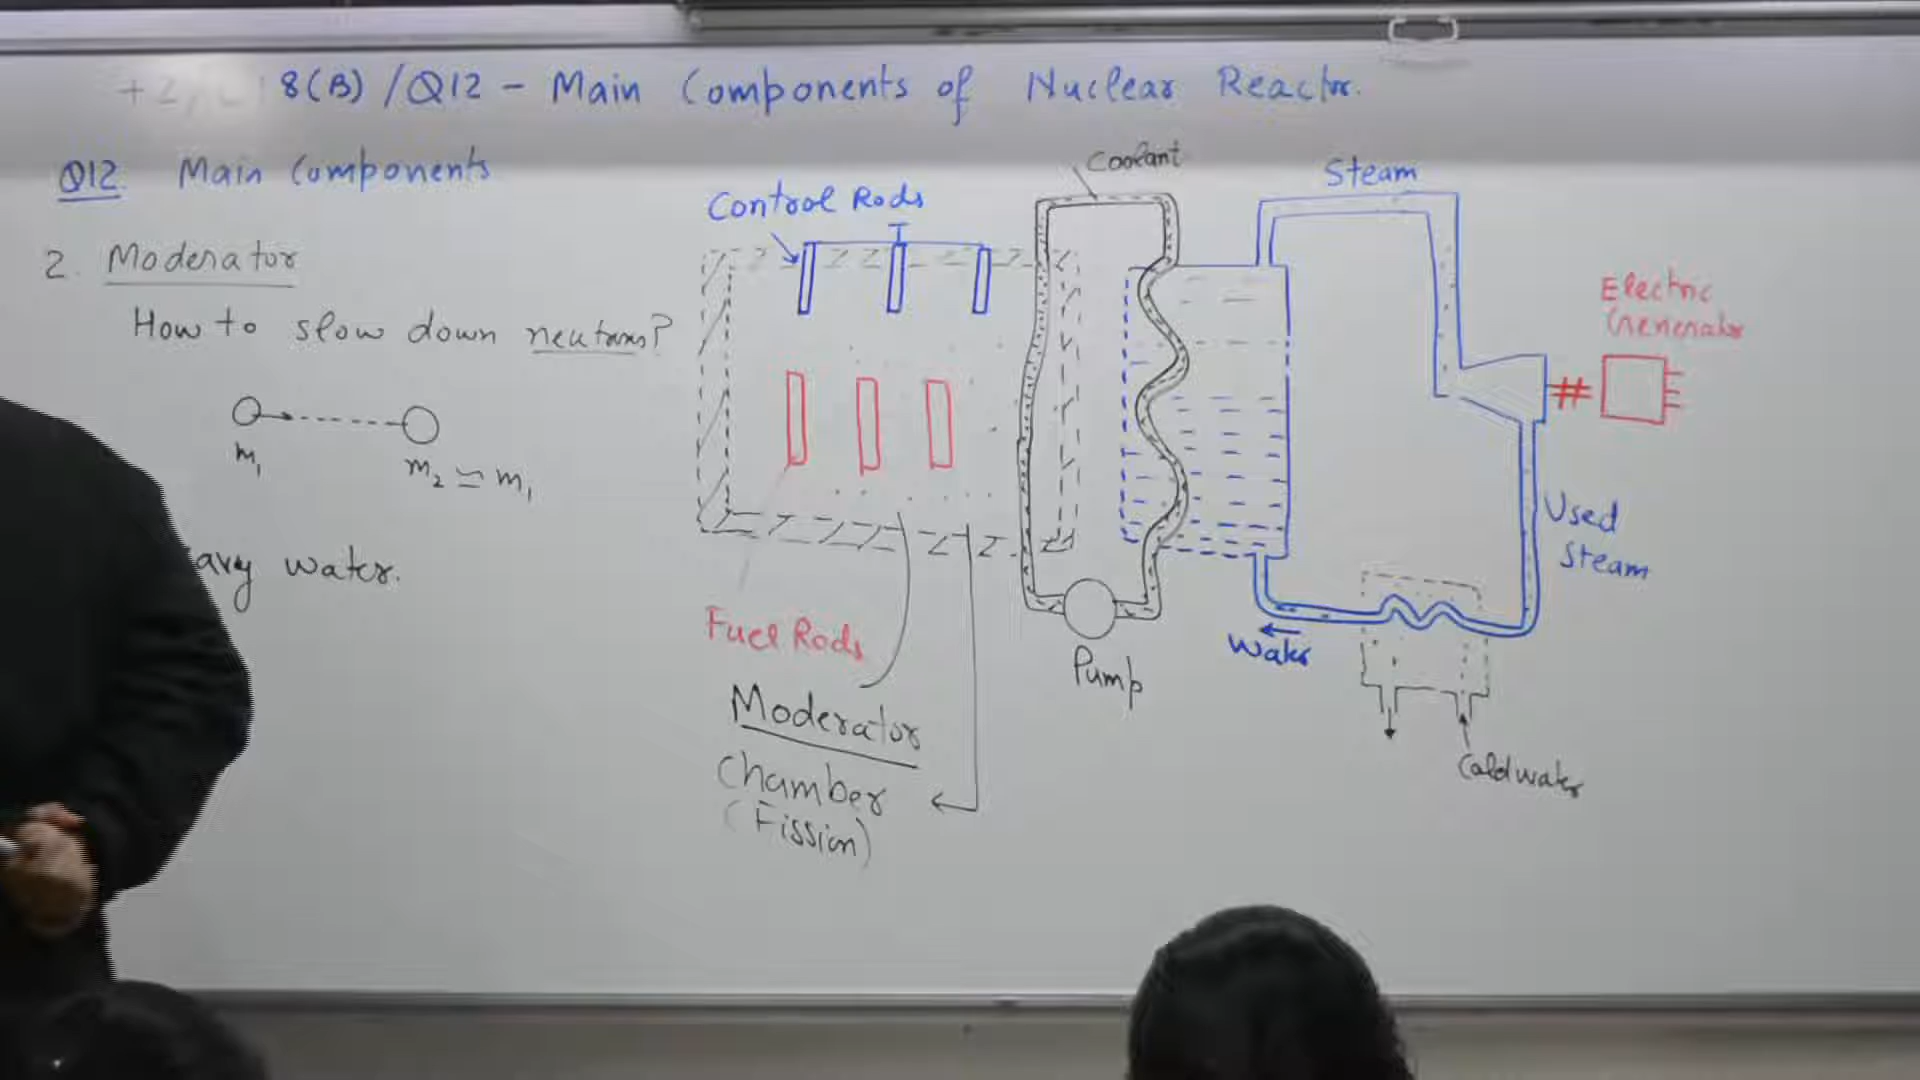 8(B) / Q12 - Main Components of Nuclear Reactor.
Q12. Main Components
2. Moderator
How to slow down neutrons?
m₁
m₂ ≃ m₁
avy water.
Control Rods
Coolant
Steam
Electric
Generator
Used
Steam
Fuel Rods
Moderator
Chamber
(Fission)
Pump
Water
Cold water